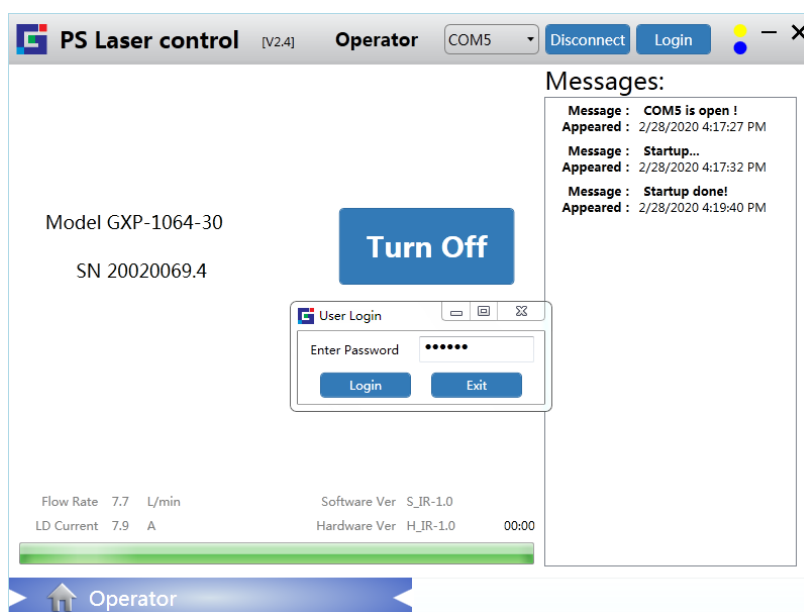 PS Laser control [V2.4] Operator COM5 Disconnect Login
Messages:
Message : COM5 is open !
Appeared : 2/28/2020 4:17:27 PM
Message : Startup...
Appeared : 2/28/2020 4:17:32 PM
Message : Startup done!
Appeared : 2/28/2020 4:19:40 PM
Model GXP-1064-30
SN 20020069.4
Turn Off
User Login
Enter Password ••••••
Login Exit
Flow Rate 7.7 L/min Software Ver S_IR-1.0
LD Current 7.9 A Hardware Ver H_IR-1.0 00:00
Operator